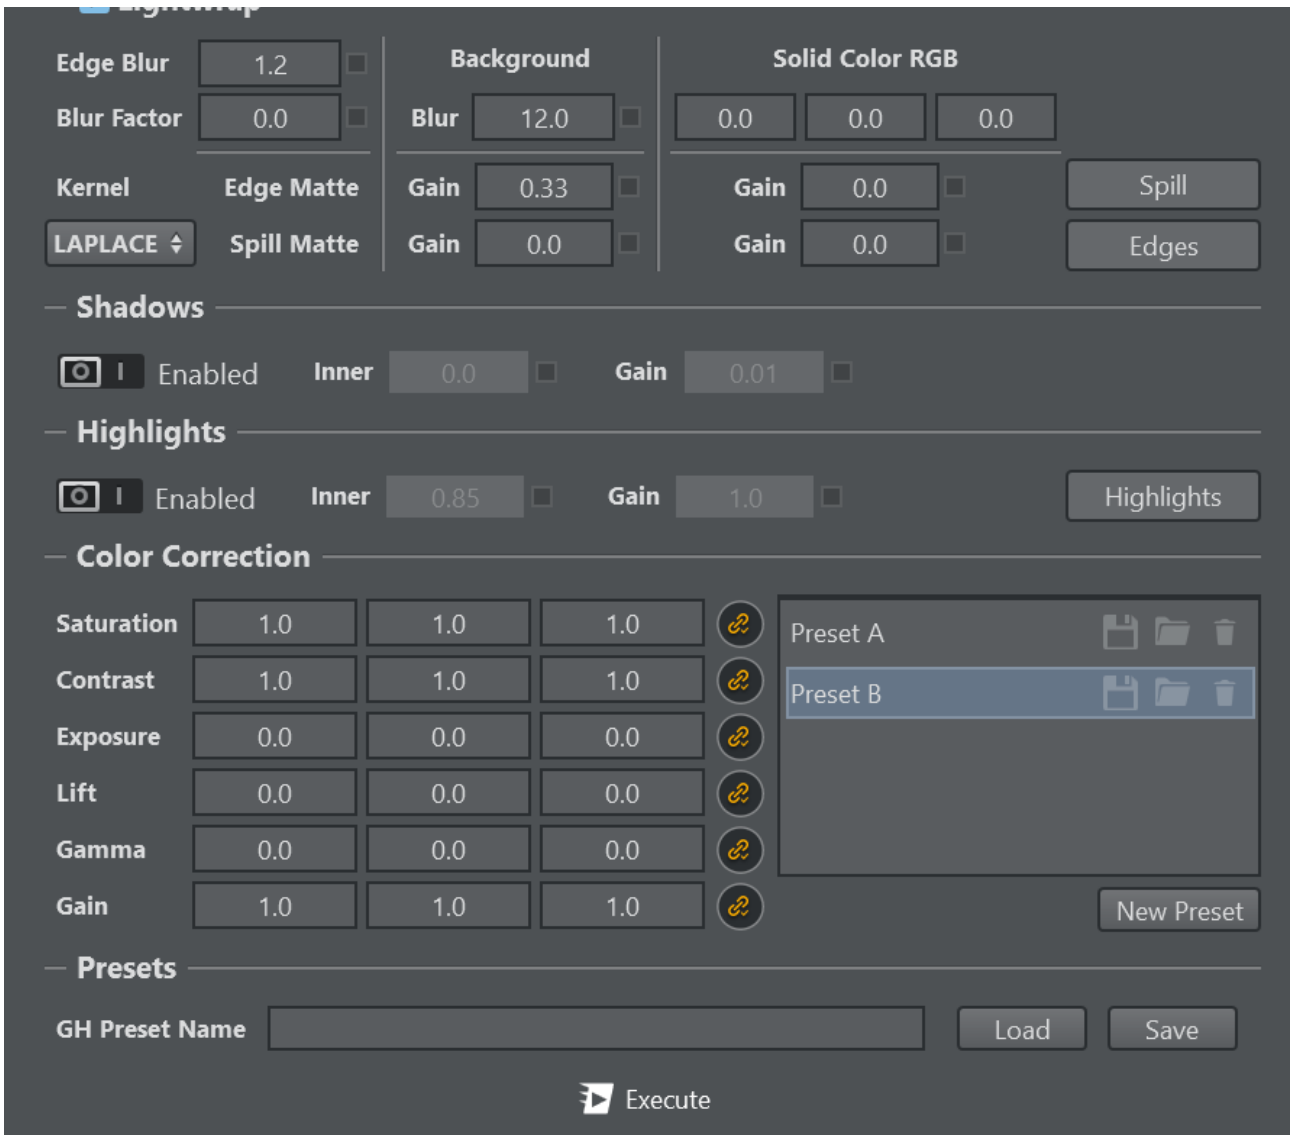 Lightwrap
Edge Blur 1.2 Background Solid Color RGB
Blur Factor 0.0 Blur 12.0 0.0 0.0 0.0
Kernel Edge Matte Gain 0.33 Gain 0.0 Spill
LAPLACE Spill Matte Gain 0.0 Gain 0.0 Edges
Shadows
Enabled Inner 0.0 Gain 0.01
Highlights
Enabled Inner 0.85 Gain 1.0 Highlights
Color Correction
Saturation 1.0 1.0 1.0 Preset A
Contrast 1.0 1.0 1.0 Preset B
Exposure 0.0 0.0 0.0
Lift 0.0 0.0 0.0
Gamma 0.0 0.0 0.0
Gain 1.0 1.0 1.0 New Preset
Presets
GH Preset Name Load Save
Execute